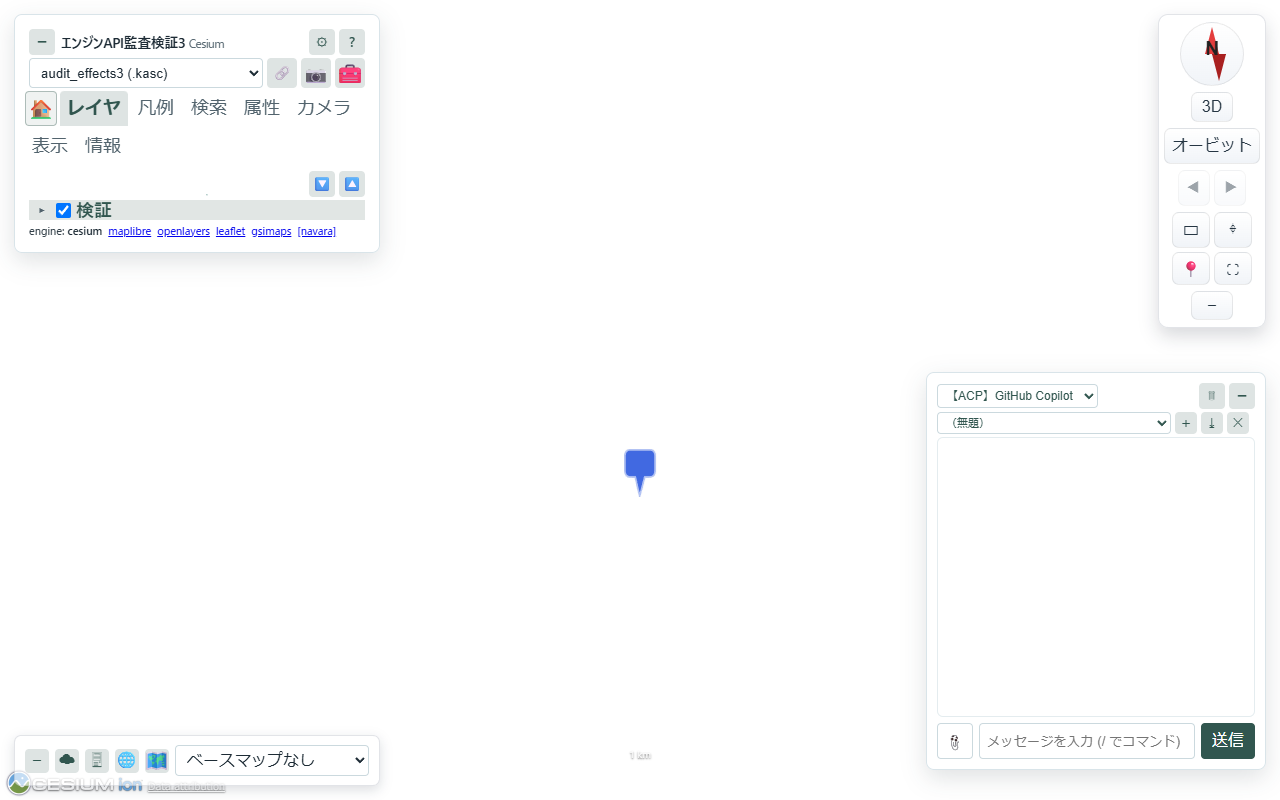 エンジンAPI監査検証3 Cesium
?
audit_effects3 (.kasc)
レイヤ 凡例 検索 属性 カメラ
表示 情報
検証
engine: cesium maplibre openlayers leaflet gsimaps [navara]
N
3D
オービット
【ACP】GitHub Copilot
（無題）
メッセージを入力 (/ でコマンド)
送信
1 km
ベースマップなし
CESIUM ion Data attribution